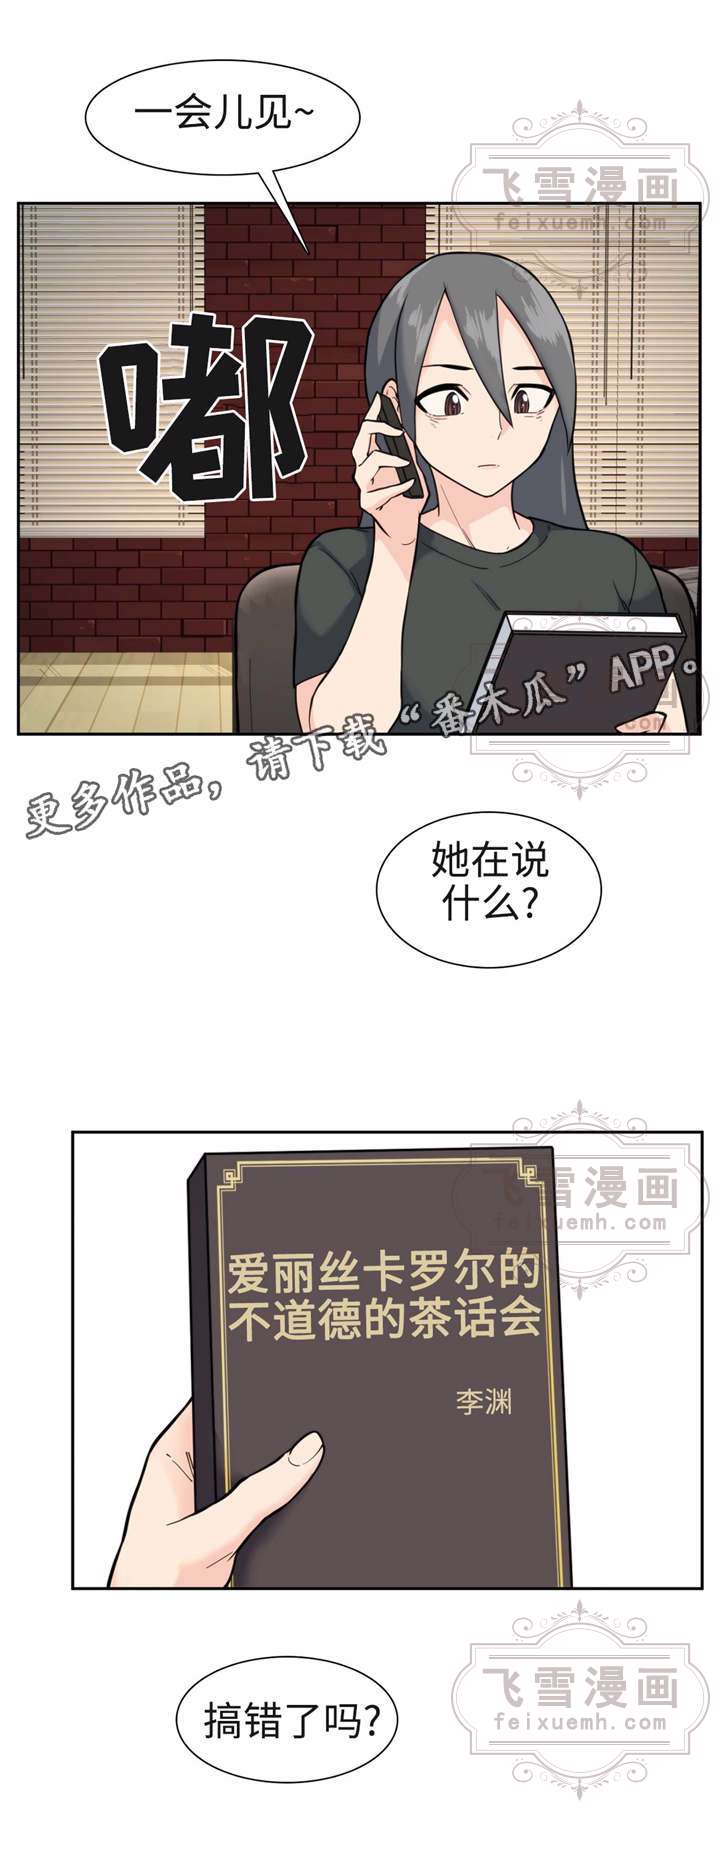 一会儿见~
飞雪漫画
feixuemh.com
嘟
更多作品，请下载“番木瓜”APP。
她在说
什么?
飞雪漫画
feixuemh.com
爱丽丝卡罗尔的
不道德的茶话会
李渊
搞错了吗?
飞雪漫画
feixuemh.com